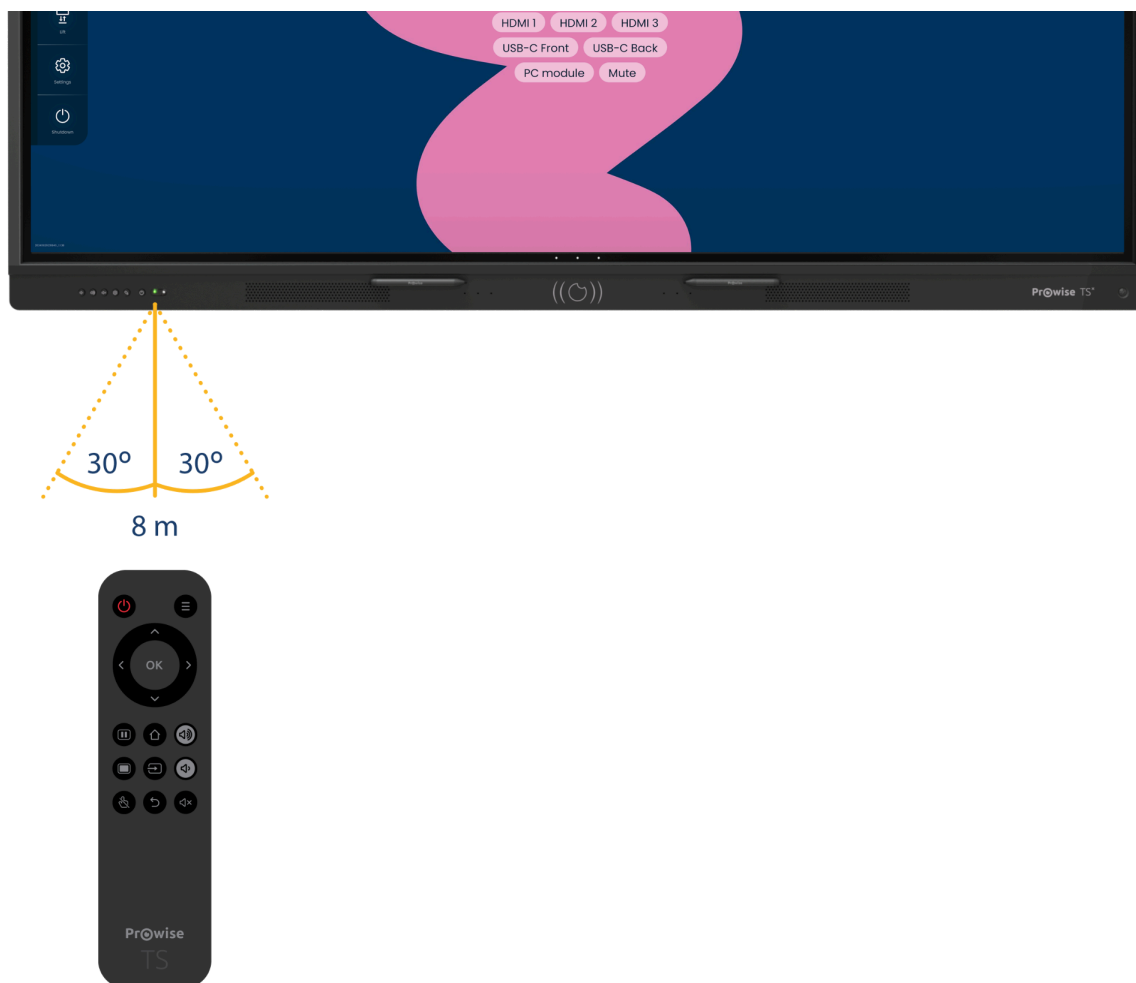 Lift
HDMI 1 HDMI 2 HDMI 3
USB-C Front USB-C Back
PC module Mute
Settings
Shutdown
Prowise TS
30º 30º
8 m
OK
Prowise
TS